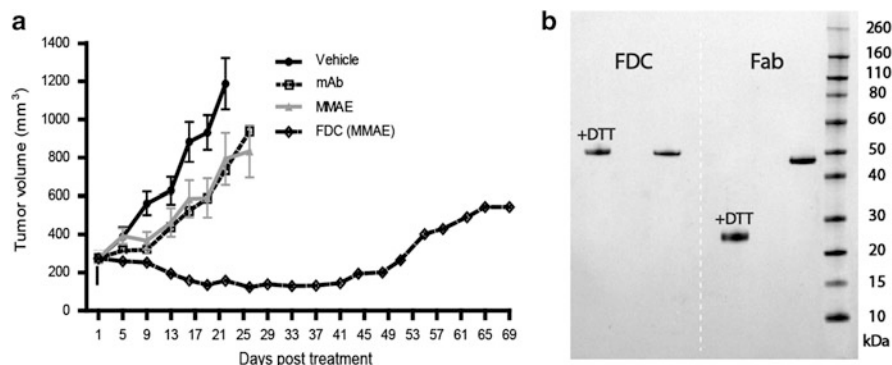 a
Tumor volume (mm³)
1400
1200
1000
800
600
400
200
0
1 5 9 13 17 21 25 29 33 37 41 45 49 53 57 61 65 69
Days post treatment
Vehicle
mAb
MMAE
FDC (MMAE)
b
FDC
Fab
+DTT
+DTT
260
160
110
80
60
50
40
30
20
15
10
kDa